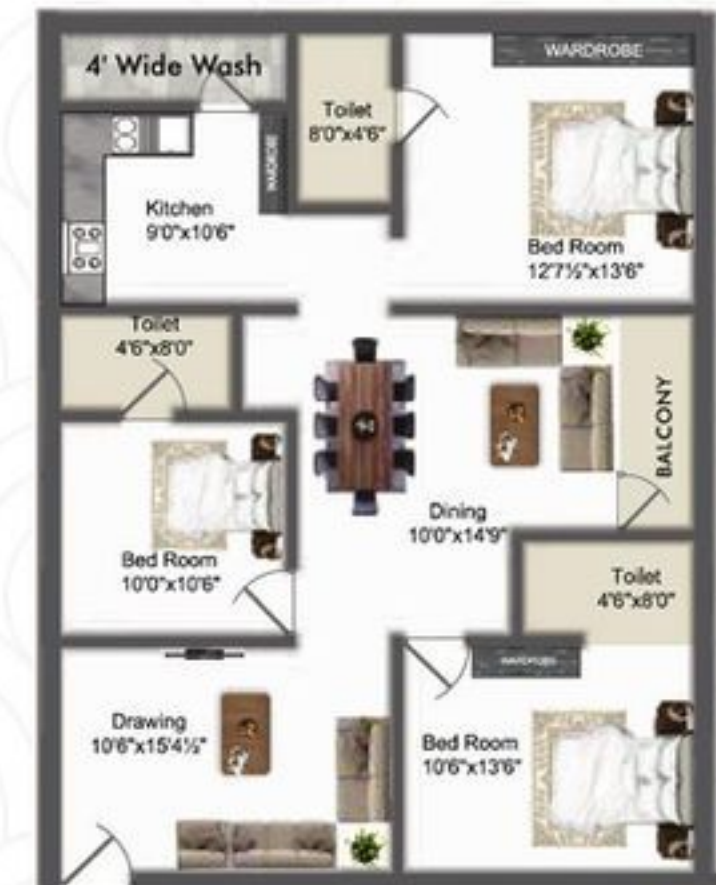 4' Wide Wash
WARDROBE
Toilet
8'0"x4'6"
WARDROBE
Kitchen
9'0"x10'6"
Bed Room
12'7½"x13'6"
Toilet
4'6"x8'0"
BALCONY
Dining
10'0"x14'9"
Bed Room
10'0"x10'6"
Toilet
4'6"x8'0"
WARDROBE
Drawing
10'6"x15'4½"
Bed Room
10'6"x13'6"